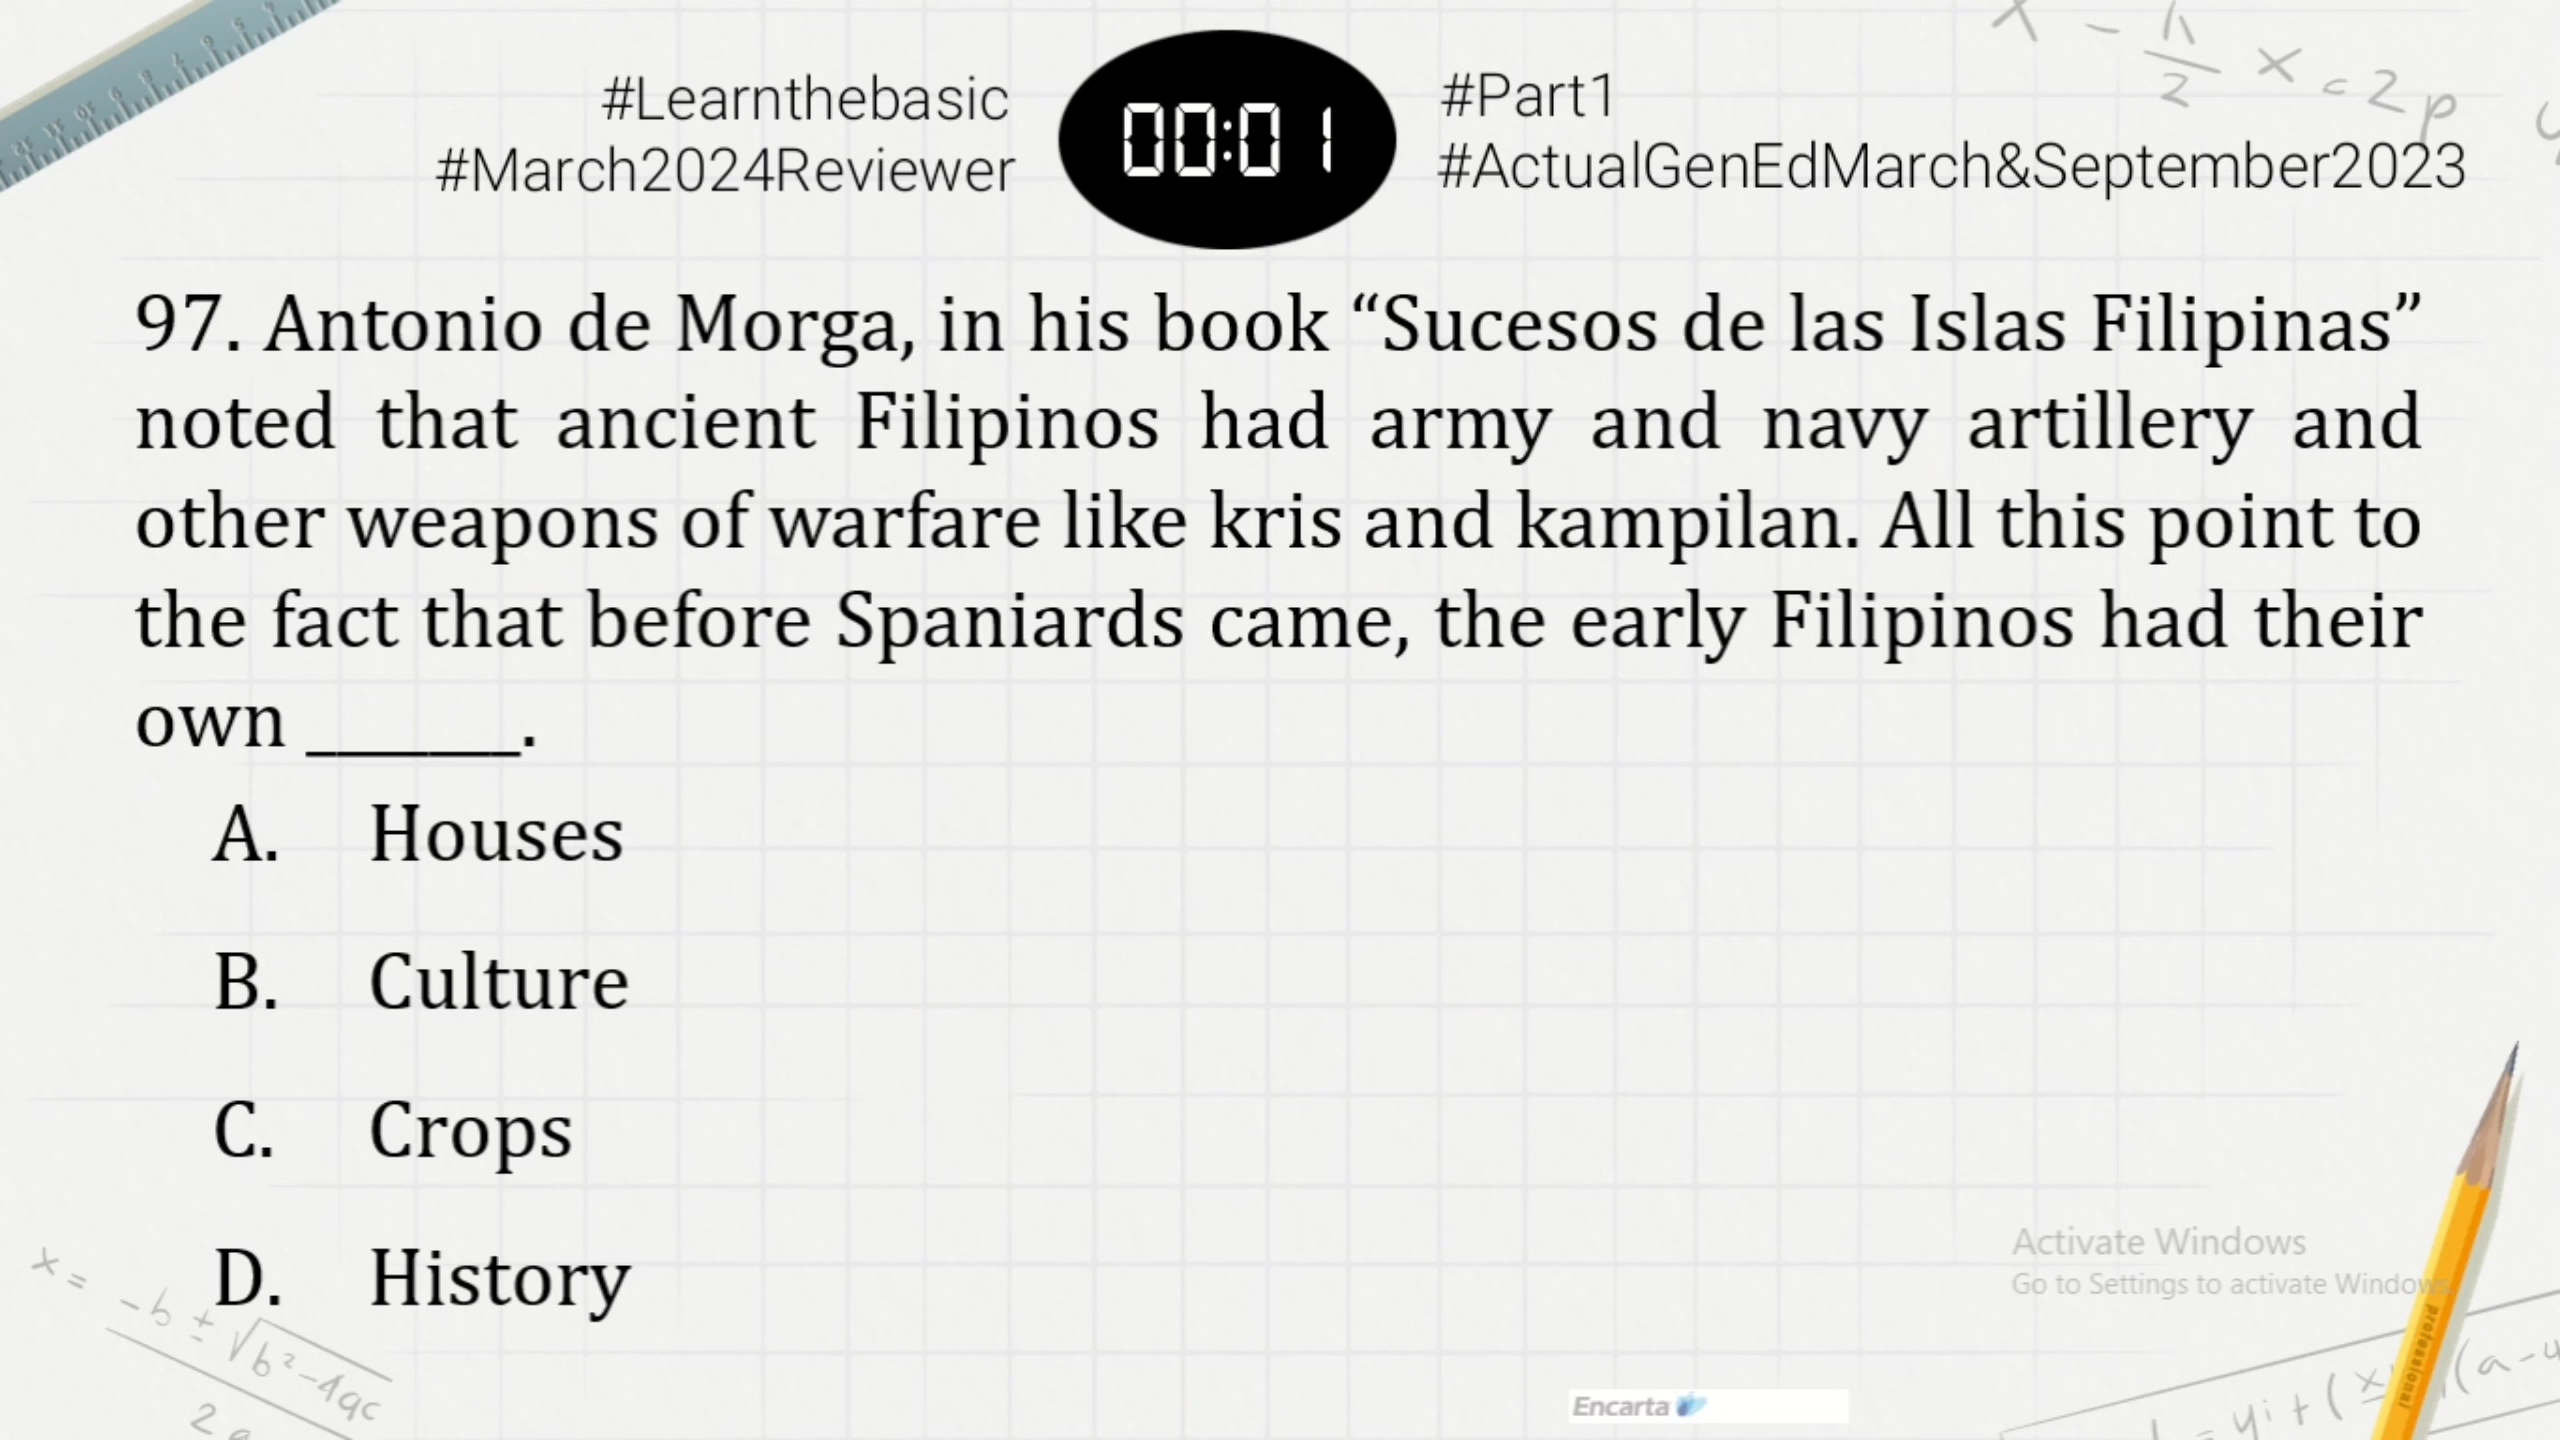 #Learnthebasic
#March2024Reviewer
00:01
#Part1
#ActualGenEdMarch&September2023
97. Antonio de Morga, in his book “Sucesos de las Islas Filipinas”
noted that ancient Filipinos had army and navy artillery and
other weapons of warfare like kris and kampilan. All this point to
the fact that before Spaniards came, the early Filipinos had their
own _______.
A. Houses
B. Culture
C. Crops
D. History
Activate Windows
Go to Settings to activate Windows
professional
Encarta